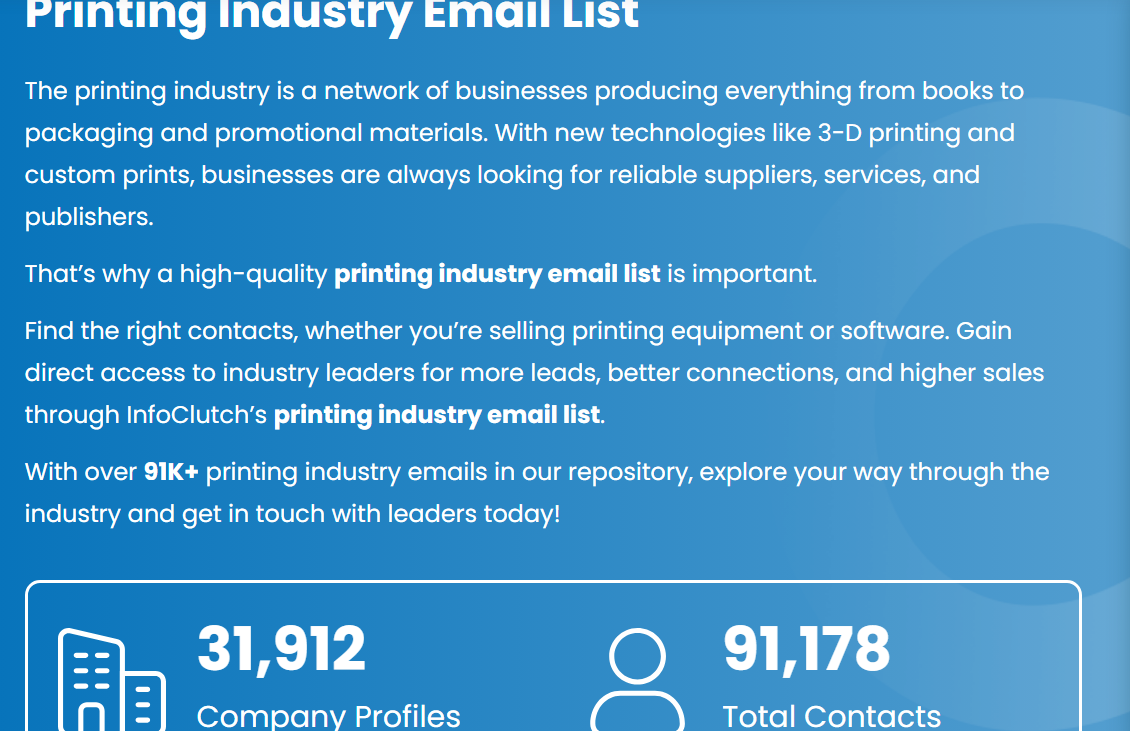 Printing Industry Email List
The printing industry is a network of businesses producing everything from books to
packaging and promotional materials. With new technologies like 3-D printing and
custom prints, businesses are always looking for reliable suppliers, services, and
publishers.
That’s why a high-quality printing industry email list is important.
Find the right contacts, whether you’re selling printing equipment or software. Gain
direct access to industry leaders for more leads, better connections, and higher sales
through InfoClutch’s printing industry email list.
With over 91K+ printing industry emails in our repository, explore your way through the
industry and get in touch with leaders today!
31,912
Company Profiles
91,178
Total Contacts